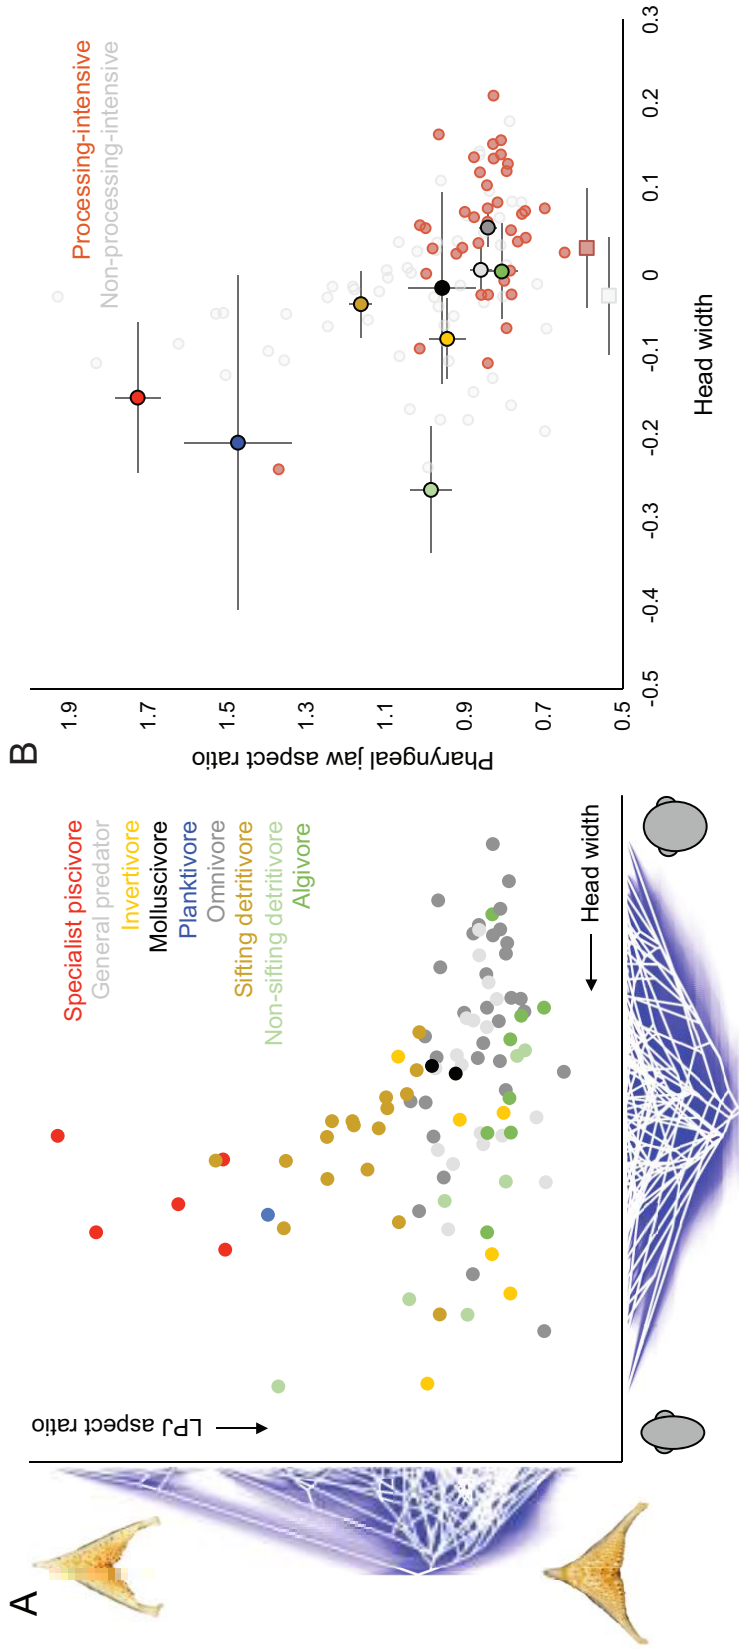 A
LPJ aspect ratio
Head width
Specialist piscivore
General predator
Invertivore
Molluscivore
Planktivore
Omnivore
Sifting detritivore
Non-sifting detritivore
Algivore
B
Pharyngeal jaw aspect ratio
1.9
1.7
1.5
1.3
1.1
0.9
0.7
0.5
-0.5
-0.4
-0.3
-0.2
-0.1
0
0.1
0.2
0.3
Head width
Processing-intensive
Non-processing-intensive